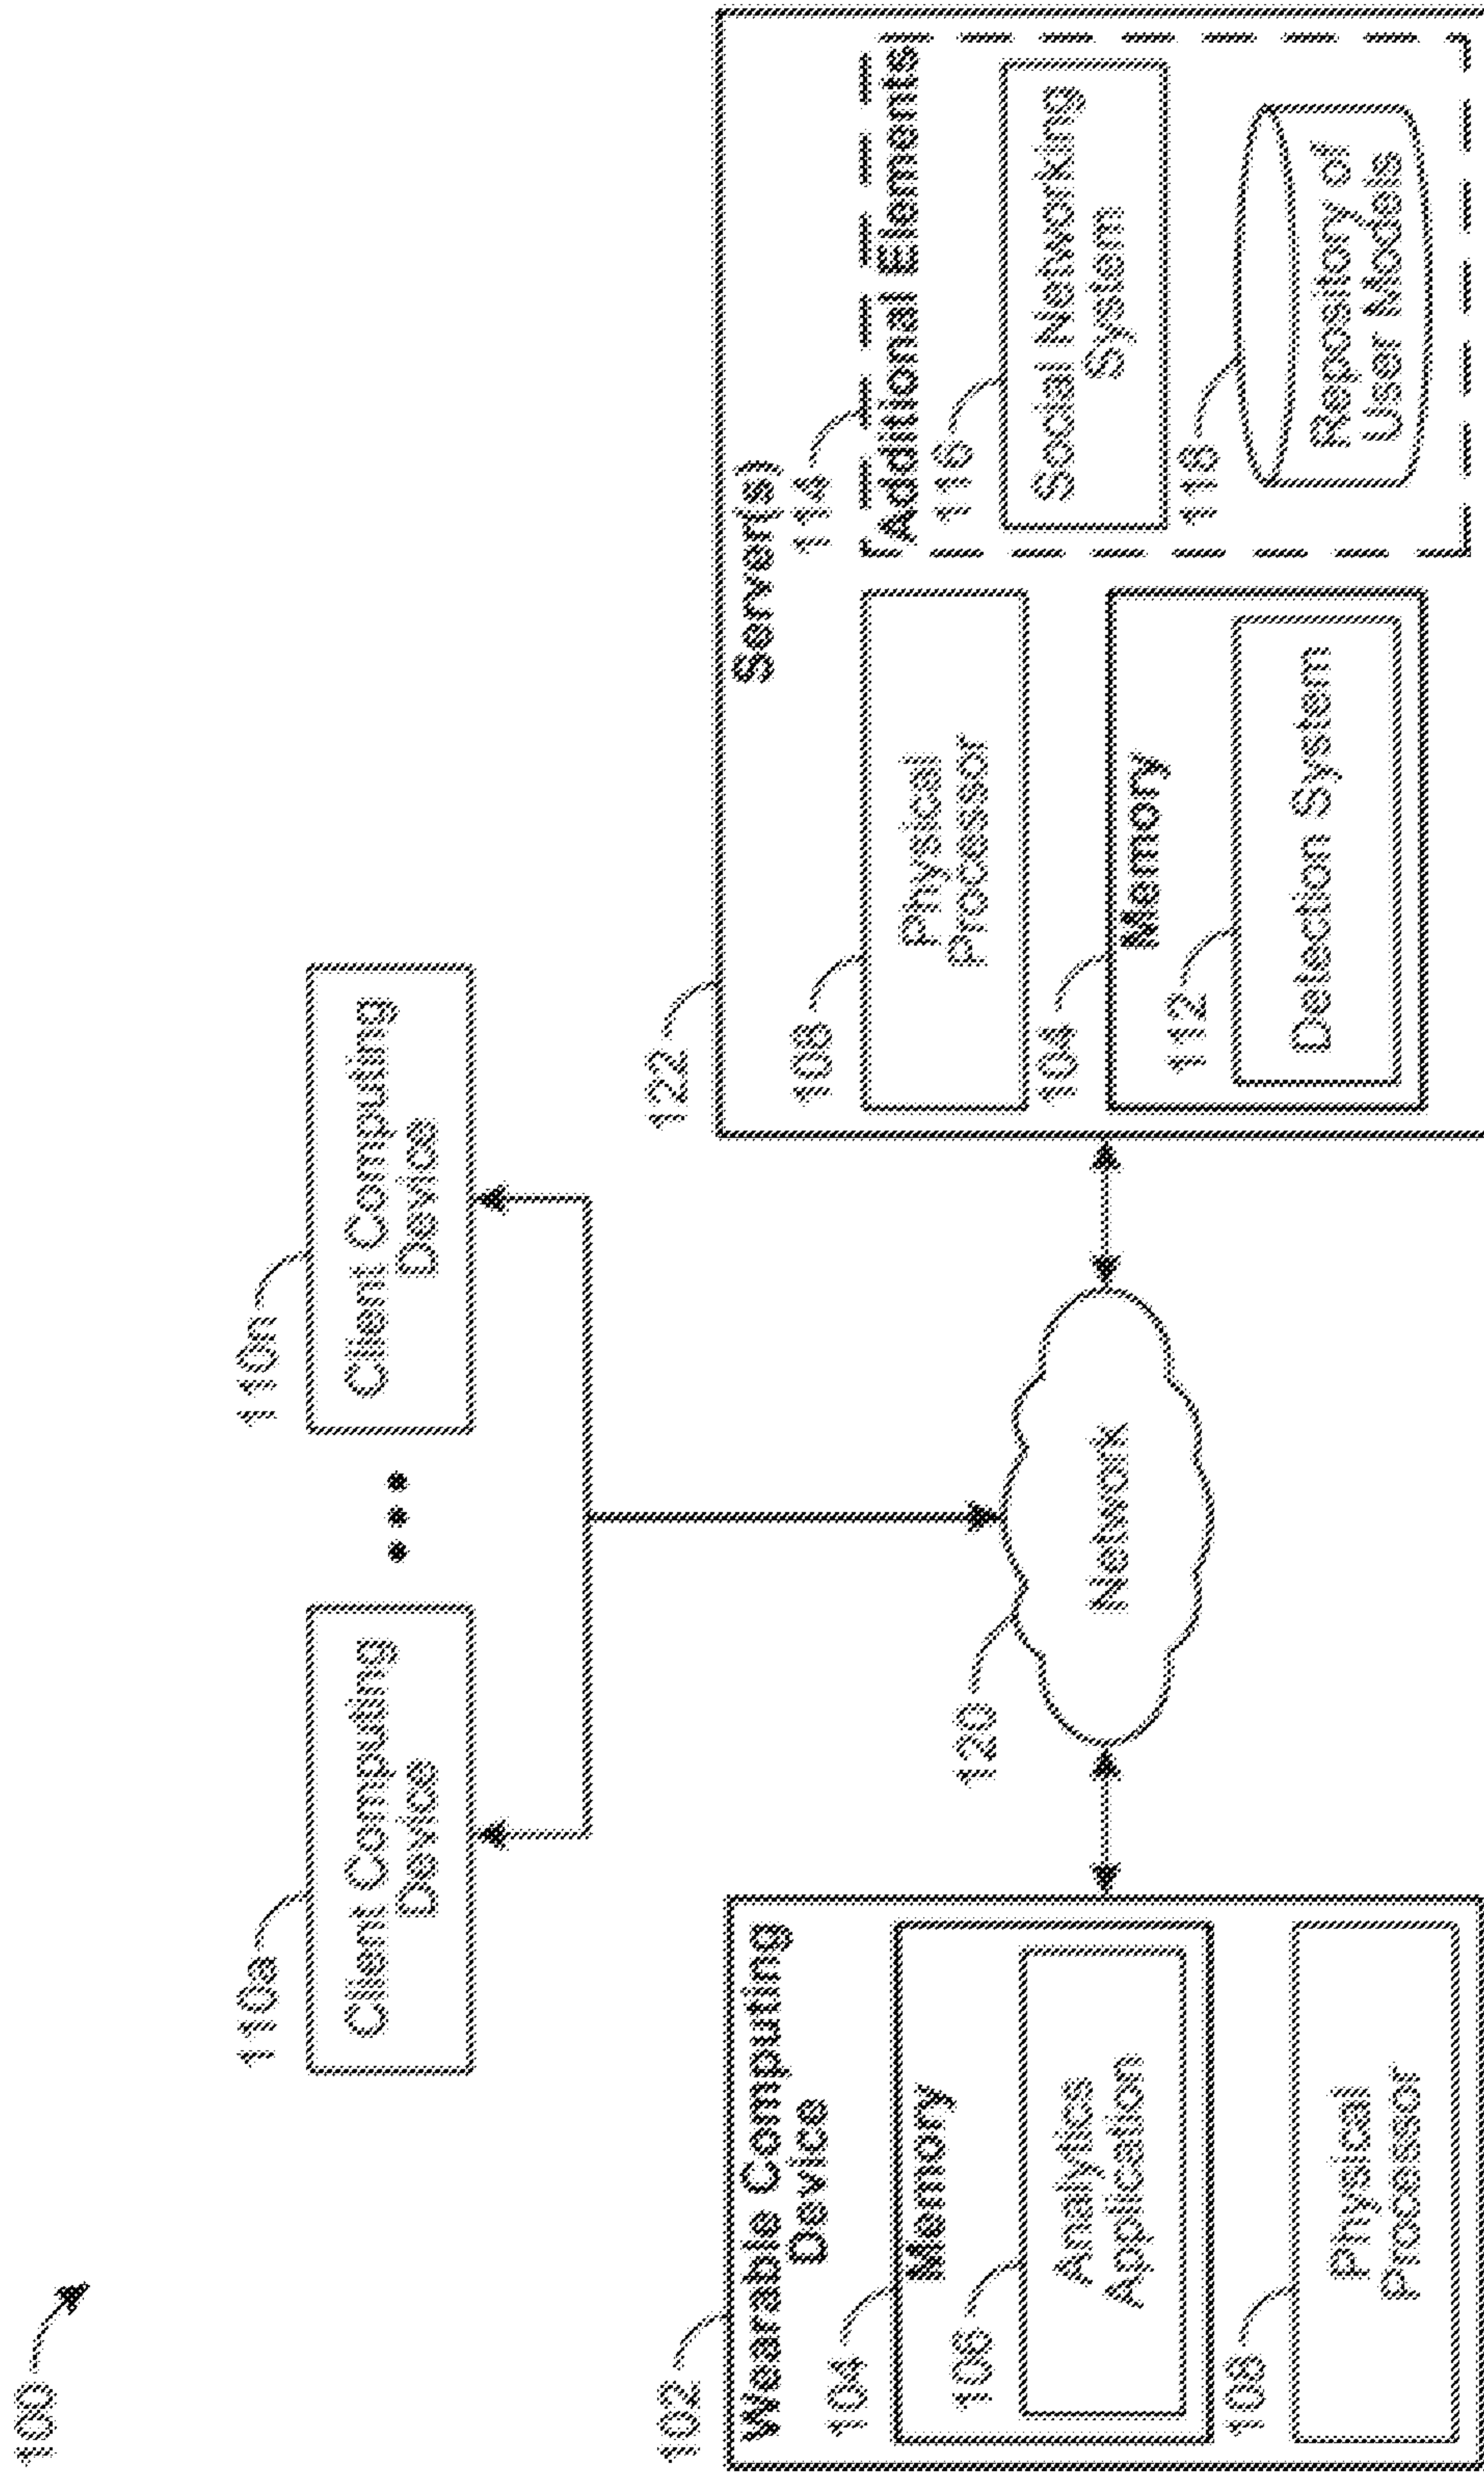 100
110a
Client Computing
Device
110n
Client Computing
Device
102
Wearable Computing
Device
104
Memory
106
Analytics
Application
108
Physical
Processor
120
Network
122
Server(s)
108
Physical
Processor
104
Memory
112
Detection System
114
Additional Elements
116
Social Networking
System
118
Repository of
User Models